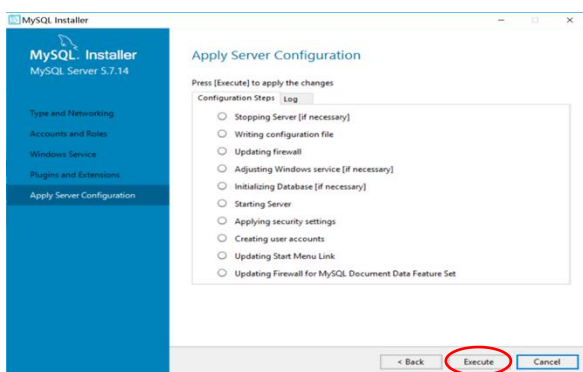 MySQL Installer
MySQL. Installer
MySQL Server 5.7.14
Type and Networking
Accounts and Roles
Windows Service
Plugins and Extensions
Apply Server Configuration
Apply Server Configuration
Press [Execute] to apply the changes
Configuration Steps Log
Stopping Server [if necessary]
Writing configuration file
Updating firewall
Adjusting Windows service [if necessary]
Initializing Database [if necessary]
Starting Server
Applying security settings
Creating user accounts
Updating Start Menu Link
Updating Firewall for MySQL Document Data Feature Set
< Back Execute Cancel